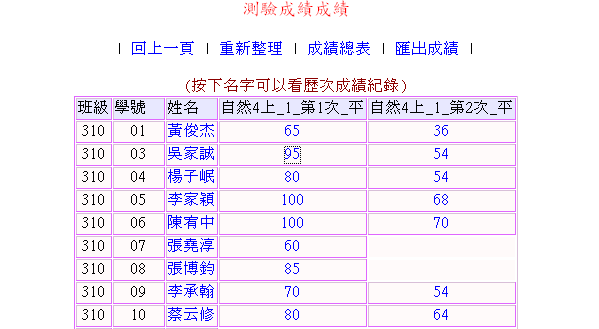 測驗成績成績
| 回上一頁 | 重新整理 | 成績總表 | 匯出成績 |
(按下名字可以看歷次成績紀錄)
班級 學號 姓名 自然4上_1_第1次_平 自然4上_1_第2次_平
310 01 黃俊杰 65 36
310 03 吳家誠 95 54
310 04 楊子岷 80 54
310 05 李家穎 100 68
310 06 陳宥中 100 70
310 07 張堯淳 60
310 08 張博鈞 85
310 09 李承翰 70 54
310 10 蔡云修 80 64